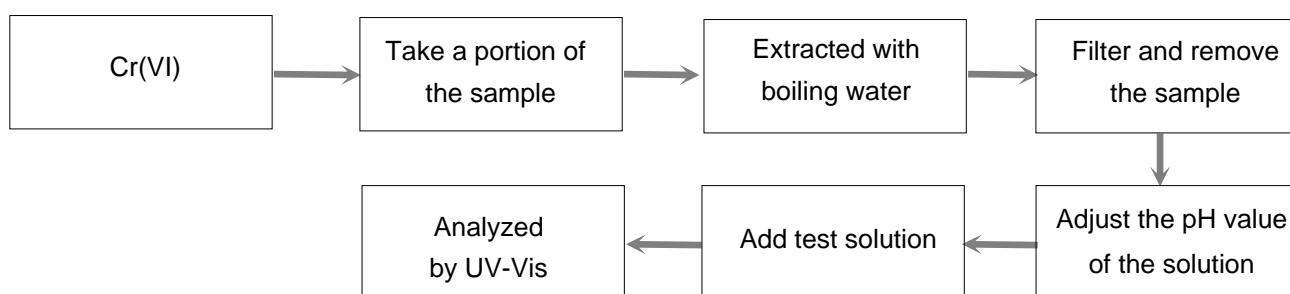 Cr(VI)
Take a portion of
the sample
Extracted with
boiling water
Filter and remove
the sample
Adjust the pH value
of the solution
Add test solution
Analyzed
by UV-Vis